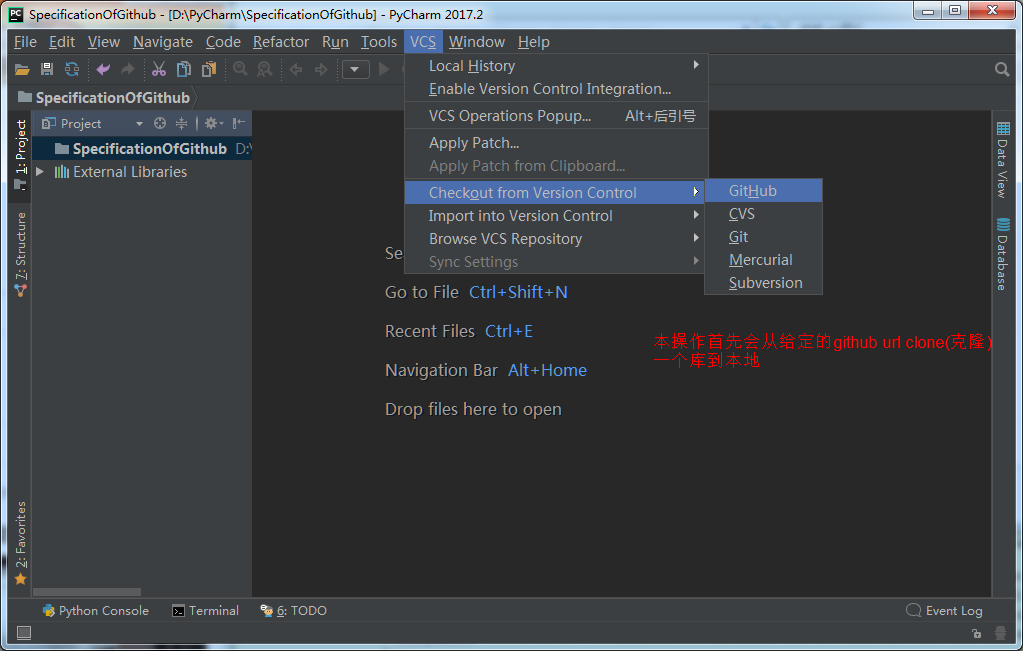 SpecificationOfGithub - [D:\PyCharm\SpecificationOfGithub] - PyCharm 2017.2
File Edit View Navigate Code Refactor Run Tools VCS Window Help
SpecificationOfGithub
Project
SpecificationOfGithub D:\
External Libraries
1: Project
7: Structure
2: Favorites
Local History
Enable Version Control Integration...
VCS Operations Popup... Alt+后引号
Apply Patch...
Apply Patch from Clipboard...
Checkout from Version Control
Import into Version Control
Browse VCS Repository
Sync Settings
GitHub
CVS
Git
Mercurial
Subversion
Go to File Ctrl+Shift+N
Recent Files Ctrl+E
Navigation Bar Alt+Home
Drop files here to open
本操作首先会从给定的github url clone(克隆)
一个库到本地
Data View
Database
Python Console Terminal 6: TODO Event Log